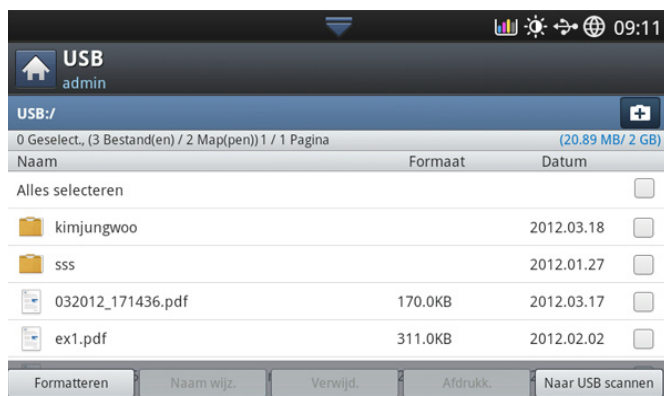 09:11
USB
admin
USB:/
0 Geselect., (3 Bestand(en) / 2 Map(pen)) 1 / 1 Pagina (20.89 MB/ 2 GB)
Naam Formaat Datum
Alles selecteren
kimjungwoo 2012.03.18
sss 2012.01.27
032012_171436.pdf 170.0KB 2012.03.17
ex1.pdf 311.0KB 2012.02.02
Formatteren Naam wijz. Verwijd. Afdrukk. Naar USB scannen